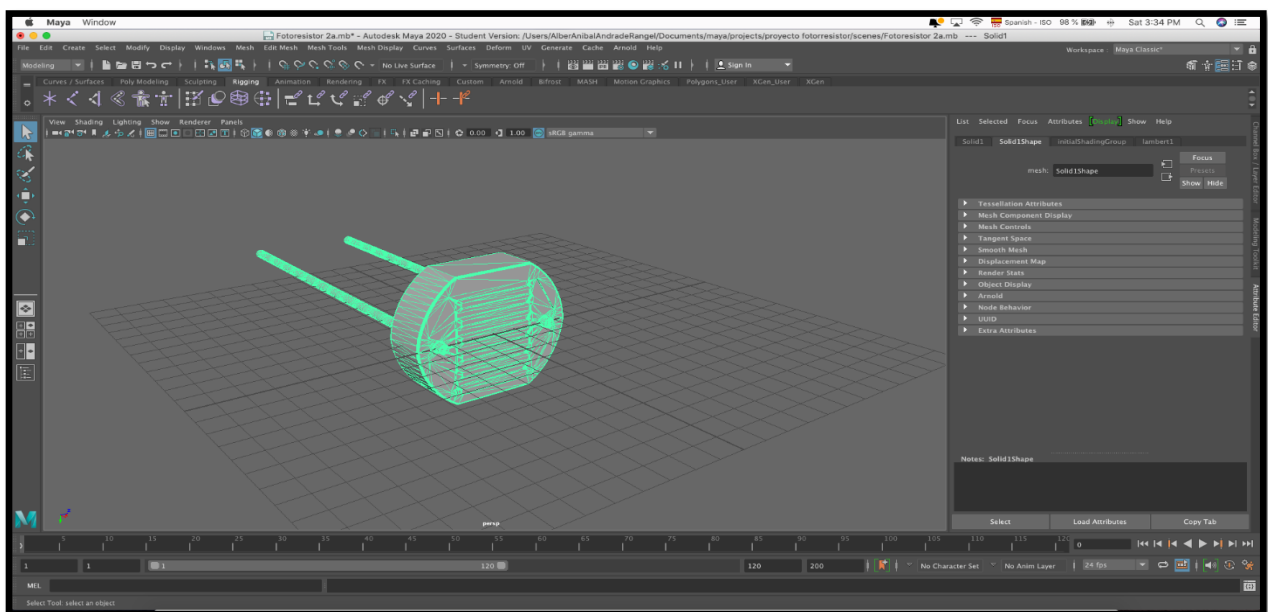 Maya Window
Spanish - ISO 98 % Sat 3:34 PM
Fotoresistor 2a.mb* - Autodesk Maya 2020 - Student Version: /Users/AlberAnibalAndradeRangel/Documents/maya/projects/proyecto fotorresistor/scenes/Fotoresistor 2a.mb --- Solid1
File Edit Create Select Modify Display Windows Mesh Edit Mesh Mesh Tools Mesh Display Curves Surfaces Deform UV Generate Cache Arnold Help
Workspace : Maya Classic*
Modeling No Live Surface Symmetry: Off Sign In
Curves / Surfaces Poly Modeling Sculpting Rigging Animation Rendering FX FX Caching Custom Arnold Bifrost MASH Motion Graphics Polygons_User XGen_User XGen
View Shading Lighting Show Renderer Panels
0.00 1.00 sRGB gamma
List Selected Focus Attributes Display Show Help
Solid1 Solid1Shape initialShadingGroup lambert1
mesh: Solid1Shape
Focus
Presets
Show Hide
Tessellation Attributes
Mesh Component Display
Mesh Controls
Tangent Space
Smooth Mesh
Displacement Map
Render Stats
Object Display
Arnold
Node Behavior
UUID
Extra Attributes
Channel Box / Layer Editor
Modeling Toolkit
Attribute Editor
Notes: Solid1Shape
Select Load Attributes Copy Tab
persp
5 10 15 20 25 30 35 40 45 50 55 60 65 70 75 80 85 90 95 100 105 110 115 120
0
1 1 1 120 120 200 No Character Set No Anim Layer 24 fps
MEL
Select Tool: select an object